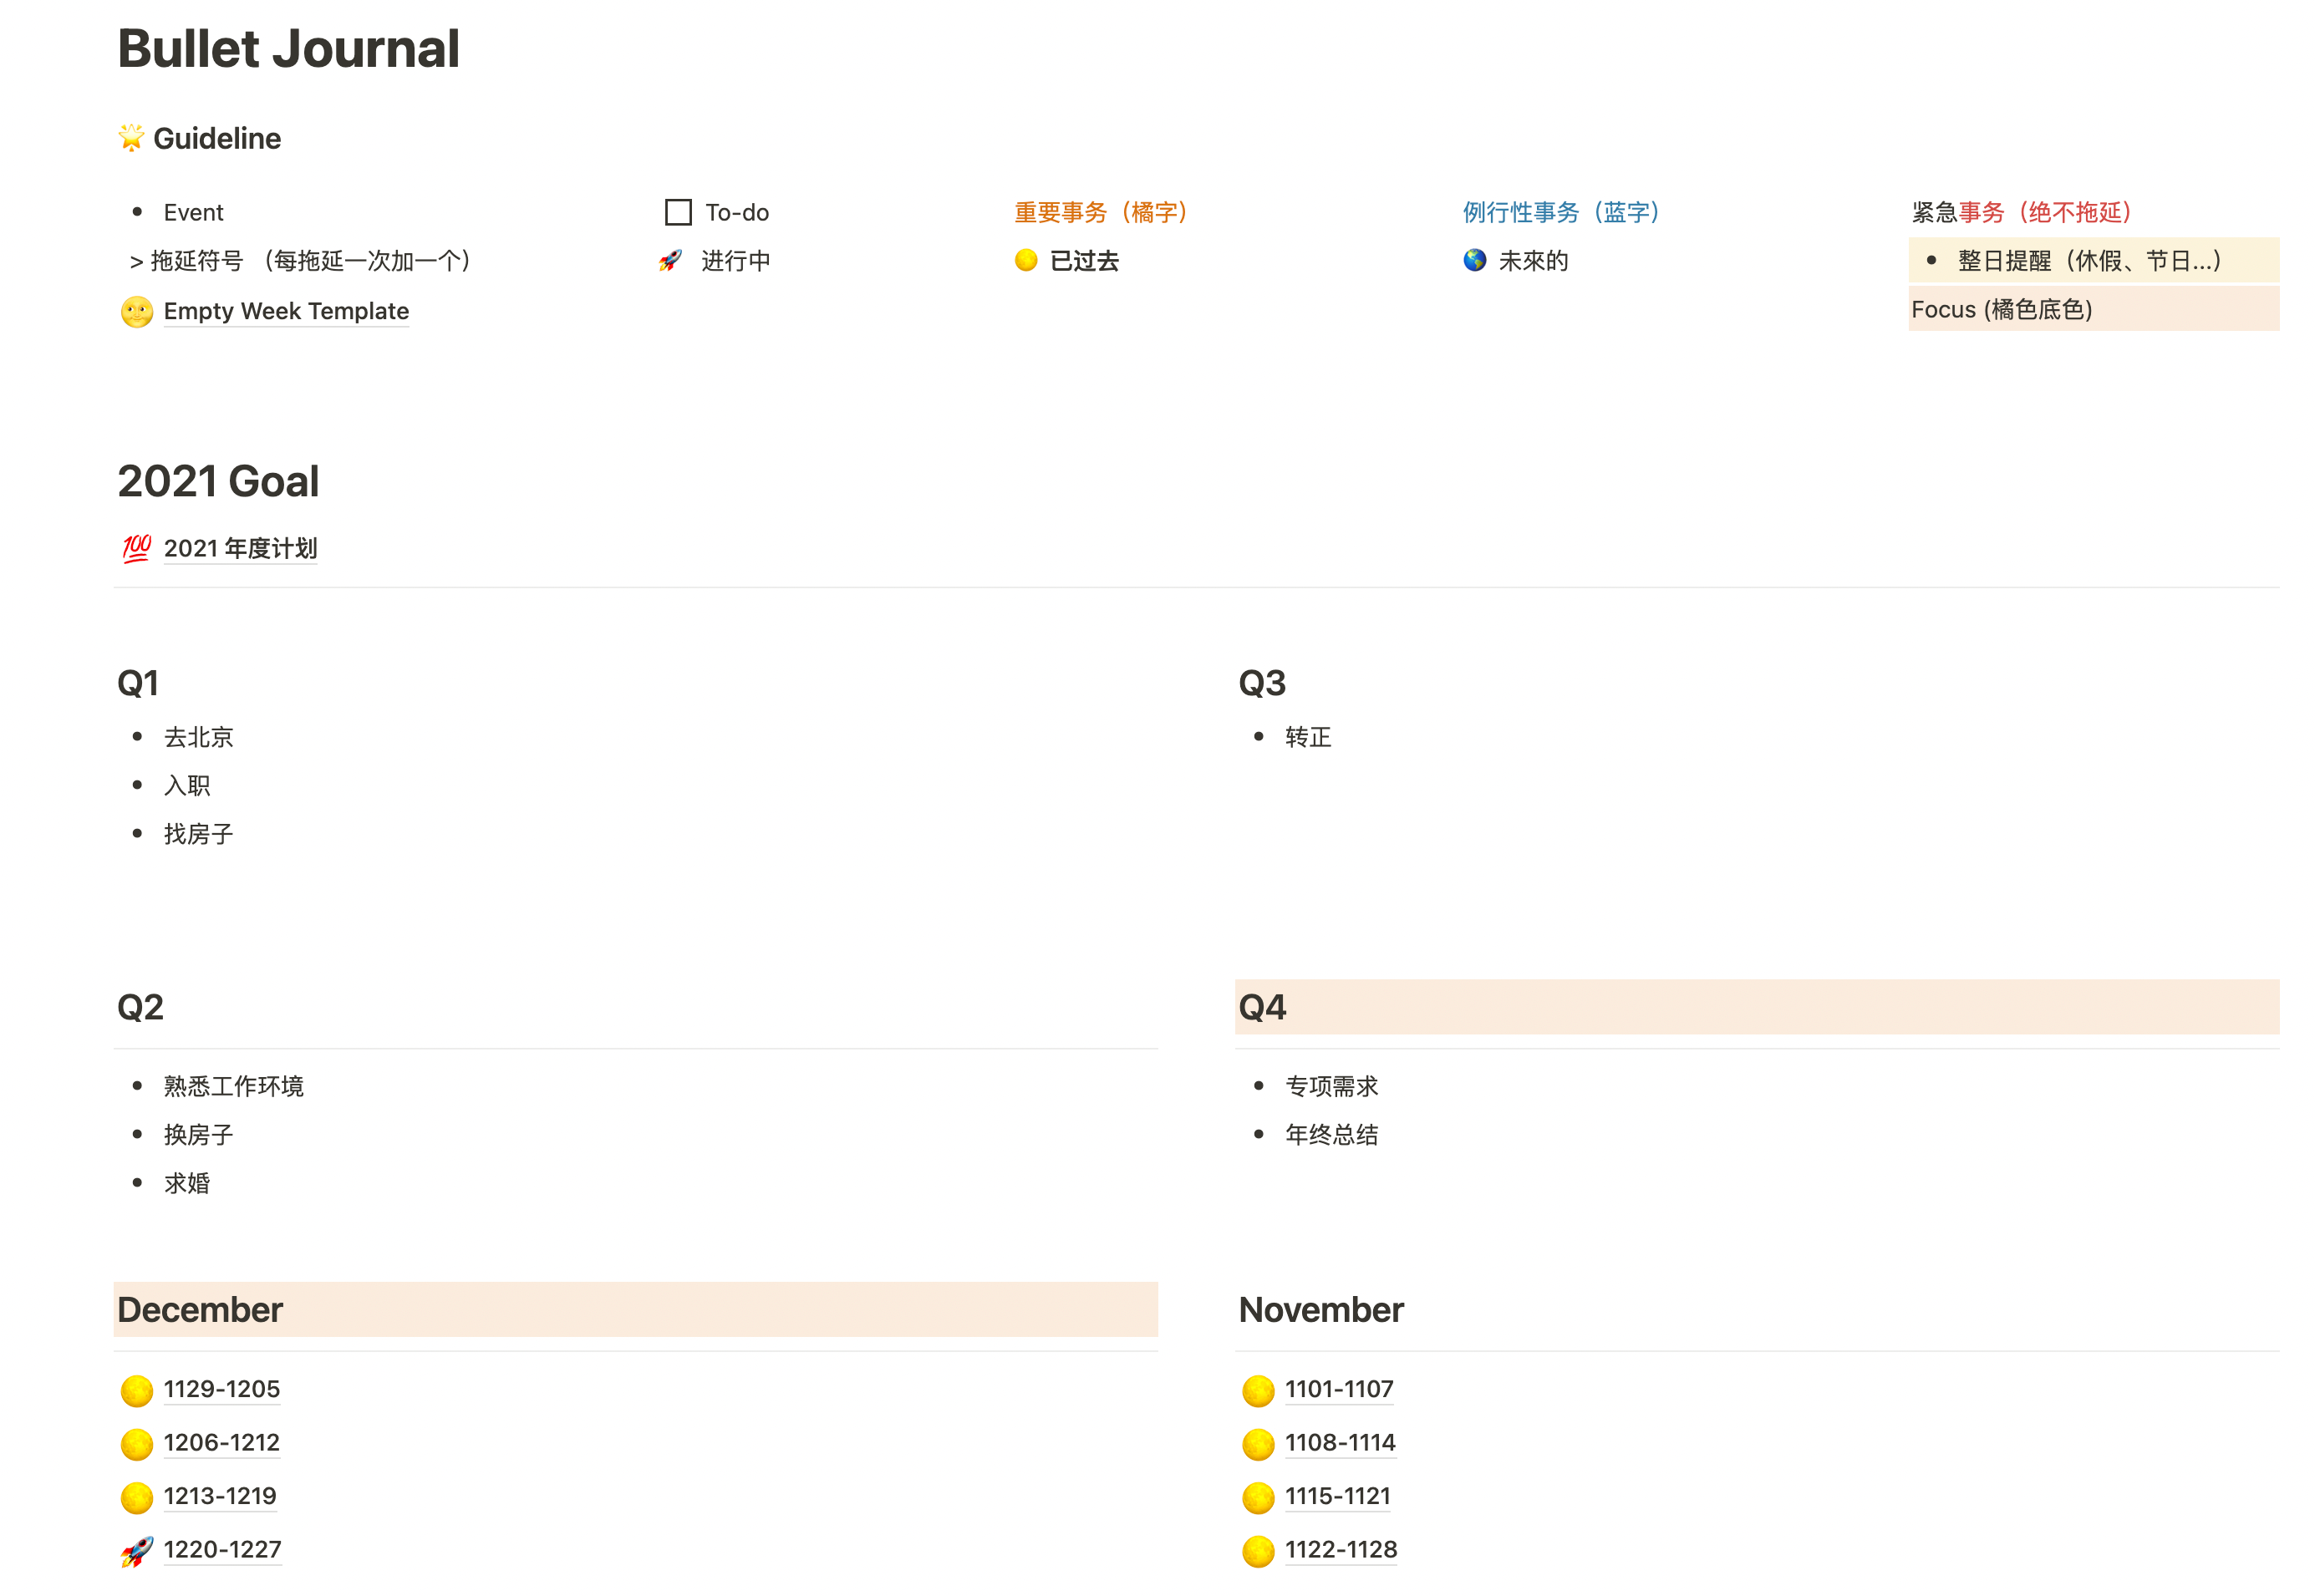 Bullet Journal
🌟 Guideline
• Event
To-do
重要事务（橘字）
例行性事务（蓝字）
紧急事务（绝不拖延）
> 拖延符号 （每拖延一次加一个）
🚀 进行中
🌕 已过去
🌎 未來的
• 整日提醒（休假、节日...）
🌝 Empty Week Template
Focus (橘色底色)
2021 Goal
💯 2021 年度计划
Q1
• 去北京
• 入职
• 找房子
Q3
• 转正
Q2
• 熟悉工作环境
• 换房子
• 求婚
Q4
• 专项需求
• 年终总结
December
🌕 1129-1205
🌕 1206-1212
🌕 1213-1219
🚀 1220-1227
November
🌕 1101-1107
🌕 1108-1114
🌕 1115-1121
🌕 1122-1128